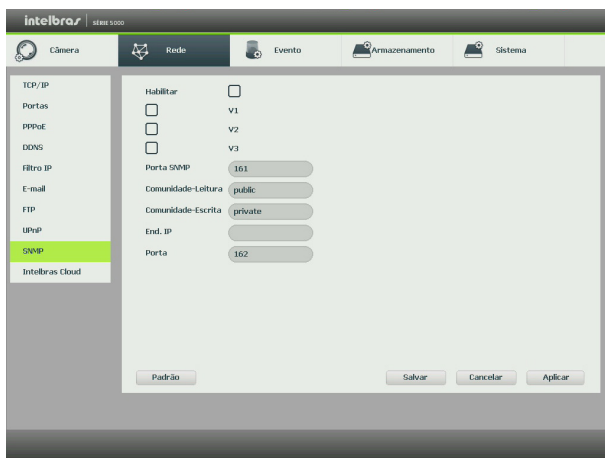 intelbras SÉRIE 5000
Câmera Rede Evento Armazenamento Sistema
TCP/IP
Portas
PPPoE
DDNS
Filtro IP
E-mail
FTP
UPnP
SNMP
Intelbras Cloud
Habilitar
V1
V2
V3
Porta SNMP 161
Comunidade-Leitura public
Comunidade-Escrita private
End. IP
Porta 162
Padrão Salvar Cancelar Aplicar